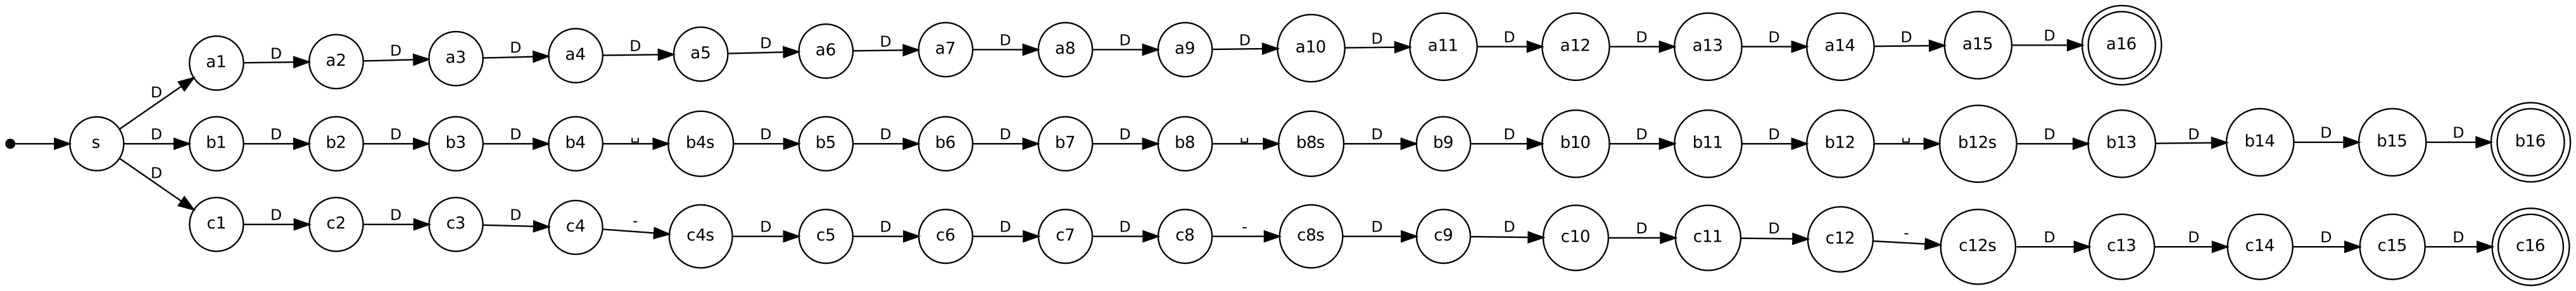 D D D D D D D D D D D D D D D
a1 a2 a3 a4 a5 a6 a7 a8 a9 a10 a11 a12 a13 a14 a15 a16
D
D D D D ␣ D D D D ␣ D D D D ␣ D D D D
s b1 b2 b3 b4 b4s b5 b6 b7 b8 b8s b9 b10 b11 b12 b12s b13 b14 b15 b16
D
D D D - D D D D - D D D D - D D D D
c1 c2 c3 c4 c4s c5 c6 c7 c8 c8s c9 c10 c11 c12 c12s c13 c14 c15 c16